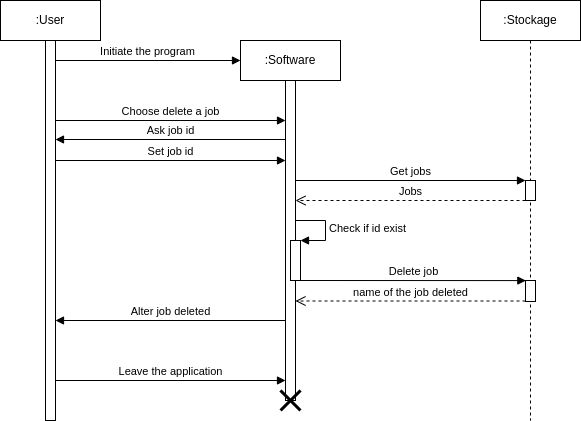 :User
:Stockage
Initiate the program
:Software
Choose delete a job
Ask job id
Set job id
Get jobs
Jobs
Check if id exist
Delete job
name of the job deleted
Alter job deleted
Leave the application